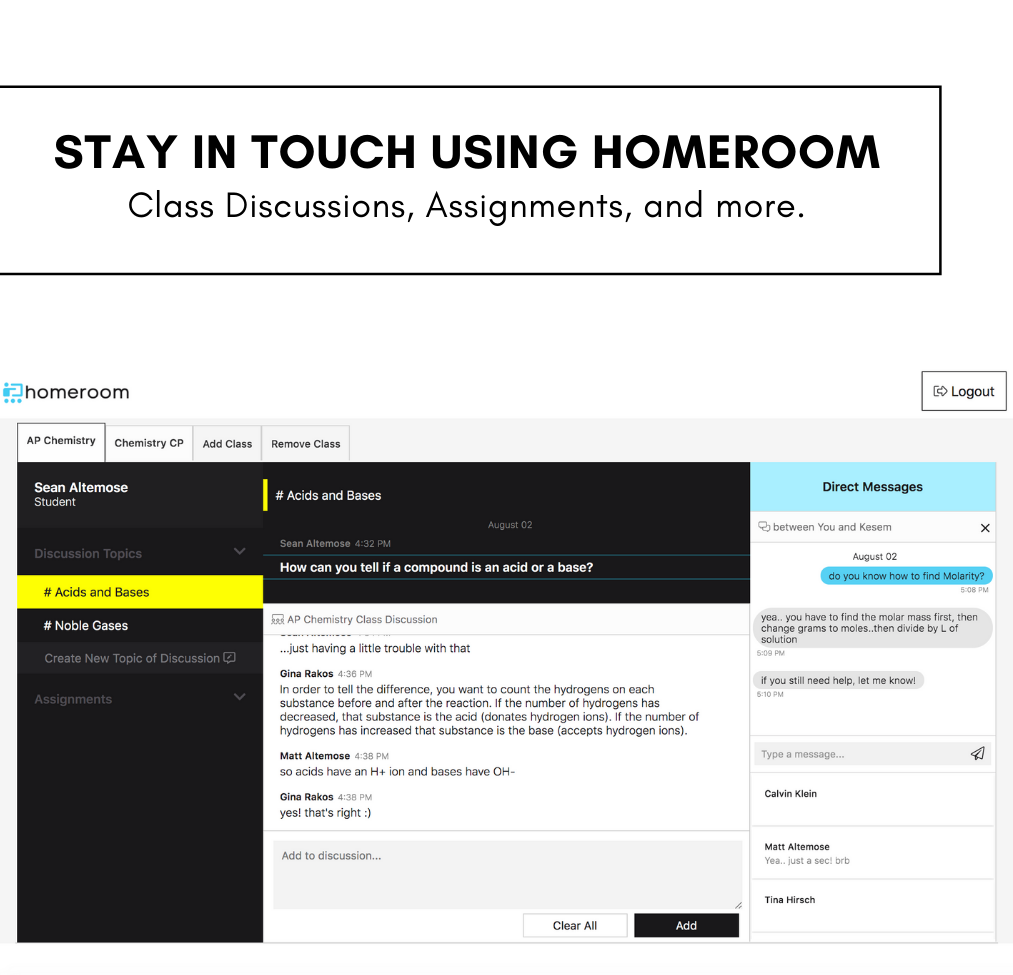 STAY IN TOUCH USING HOMEROOM
Class Discussions, Assignments, and more.
homeroom
Logout
AP Chemistry
Chemistry CP
Add Class
Remove Class
Sean Altemose
Student
Discussion Topics
# Acids and Bases
# Noble Gases
Create New Topic of Discussion
Assignments
# Acids and Bases
August 02
Sean Altemose 4:32 PM
How can you tell if a compound is an acid or a base?
AP Chemistry Class Discussion
...just having a little trouble with that
Gina Rakos 4:36 PM
In order to tell the difference, you want to count the hydrogens on each
substance before and after the reaction. If the number of hydrogens has
decreased, that substance is the acid (donates hydrogen ions). If the number of
hydrogens has increased that substance is the base (accepts hydrogen ions).
Matt Altemose 4:38 PM
so acids have an H+ ion and bases have OH-
Gina Rakos 4:38 PM
yes! that's right :)
Add to discussion...
Clear All
Add
Direct Messages
between You and Kesem
August 02
do you know how to find Molarity?
5:08 PM
yea.. you have to find the molar mass first, then
change grams to moles..then divide by L of
solution
5:09 PM
if you still need help, let me know!
5:10 PM
Type a message...
Calvin Klein
Matt Altemose
Yea.. just a sec! brb
Tina Hirsch